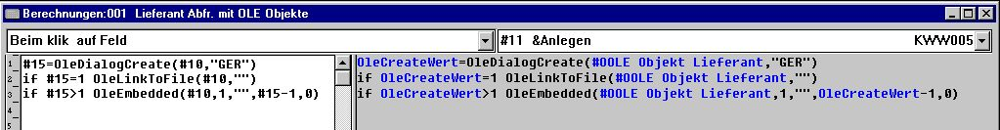 Berechnungen:001 Lieferant Abfr. mit OLE Objekte
Beim klik auf Feld
#11 &Anlegen KWW005
1 #15=OleDialogCreate(#10,"GER")
2 if #15=1 OleLinkToFile(#10,"")
3 if #15>1 OleEmbedded(#10,1,"",#15-1,0)
4
5
OleCreateWert=OleDialogCreate(#OOLE Objekt Lieferant,"GER")
if OleCreateWert=1 OleLinkToFile(#OOLE Objekt Lieferant,"")
if OleCreateWert>1 OleEmbedded(#OOLE Objekt Lieferant,1,"",OleCreateWert-1,0)